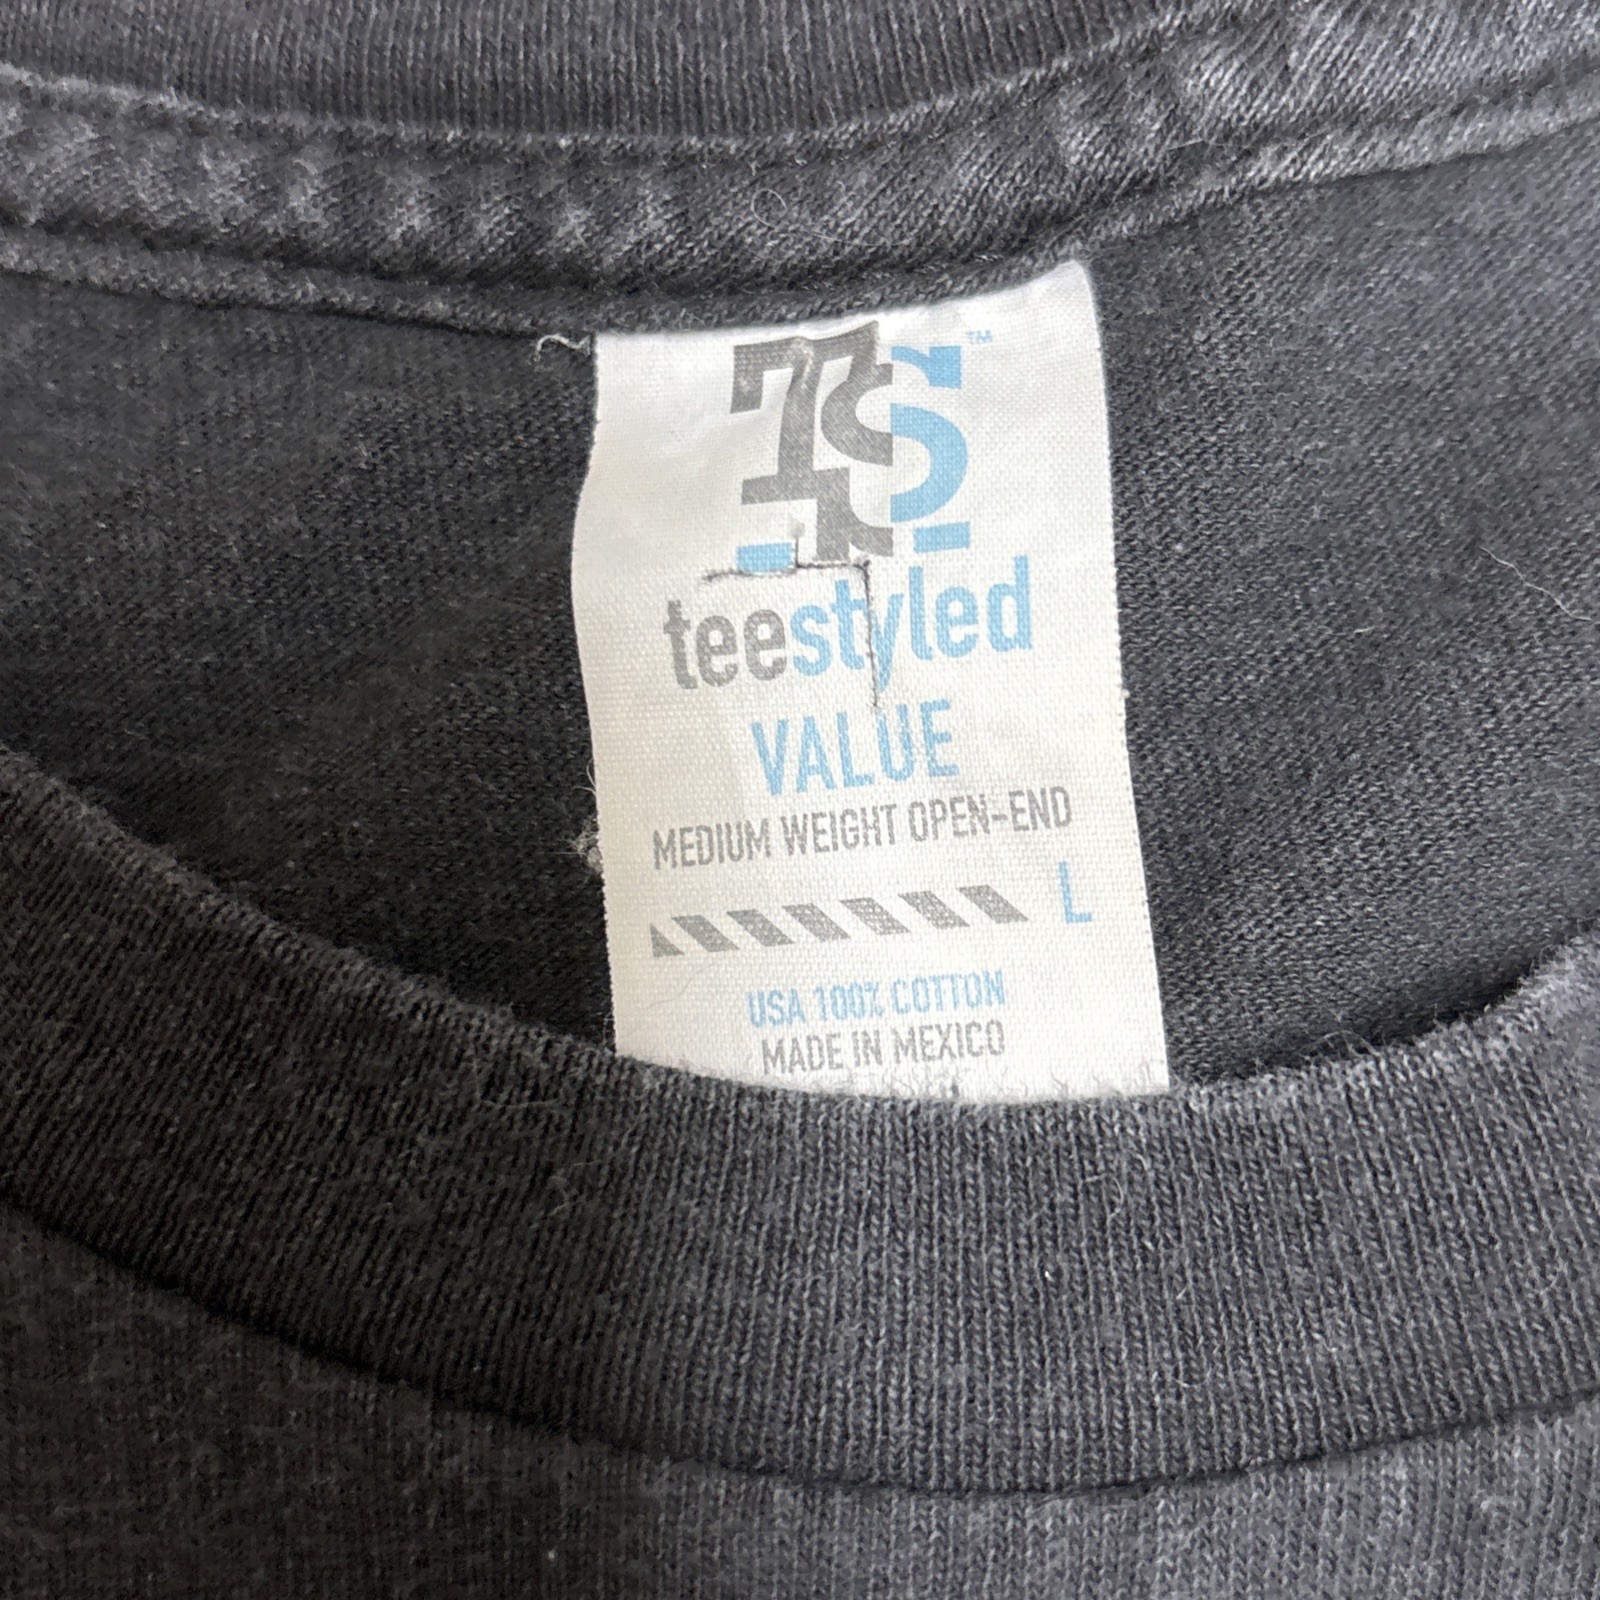 TS™
teestyled
VALUE
MEDIUM WEIGHT OPEN-END
L
USA 100% COTTON
MADE IN MEXICO